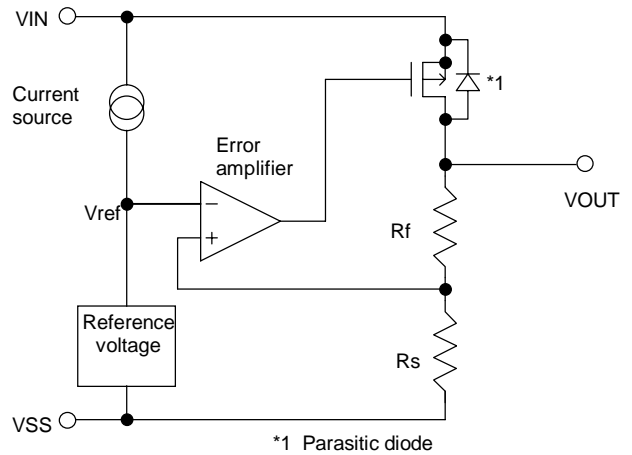 VIN
*1
Current
source
Error
amplifier
Vref
−
+
VOUT
Rf
Reference
voltage
Rs
VSS
*1 Parasitic diode